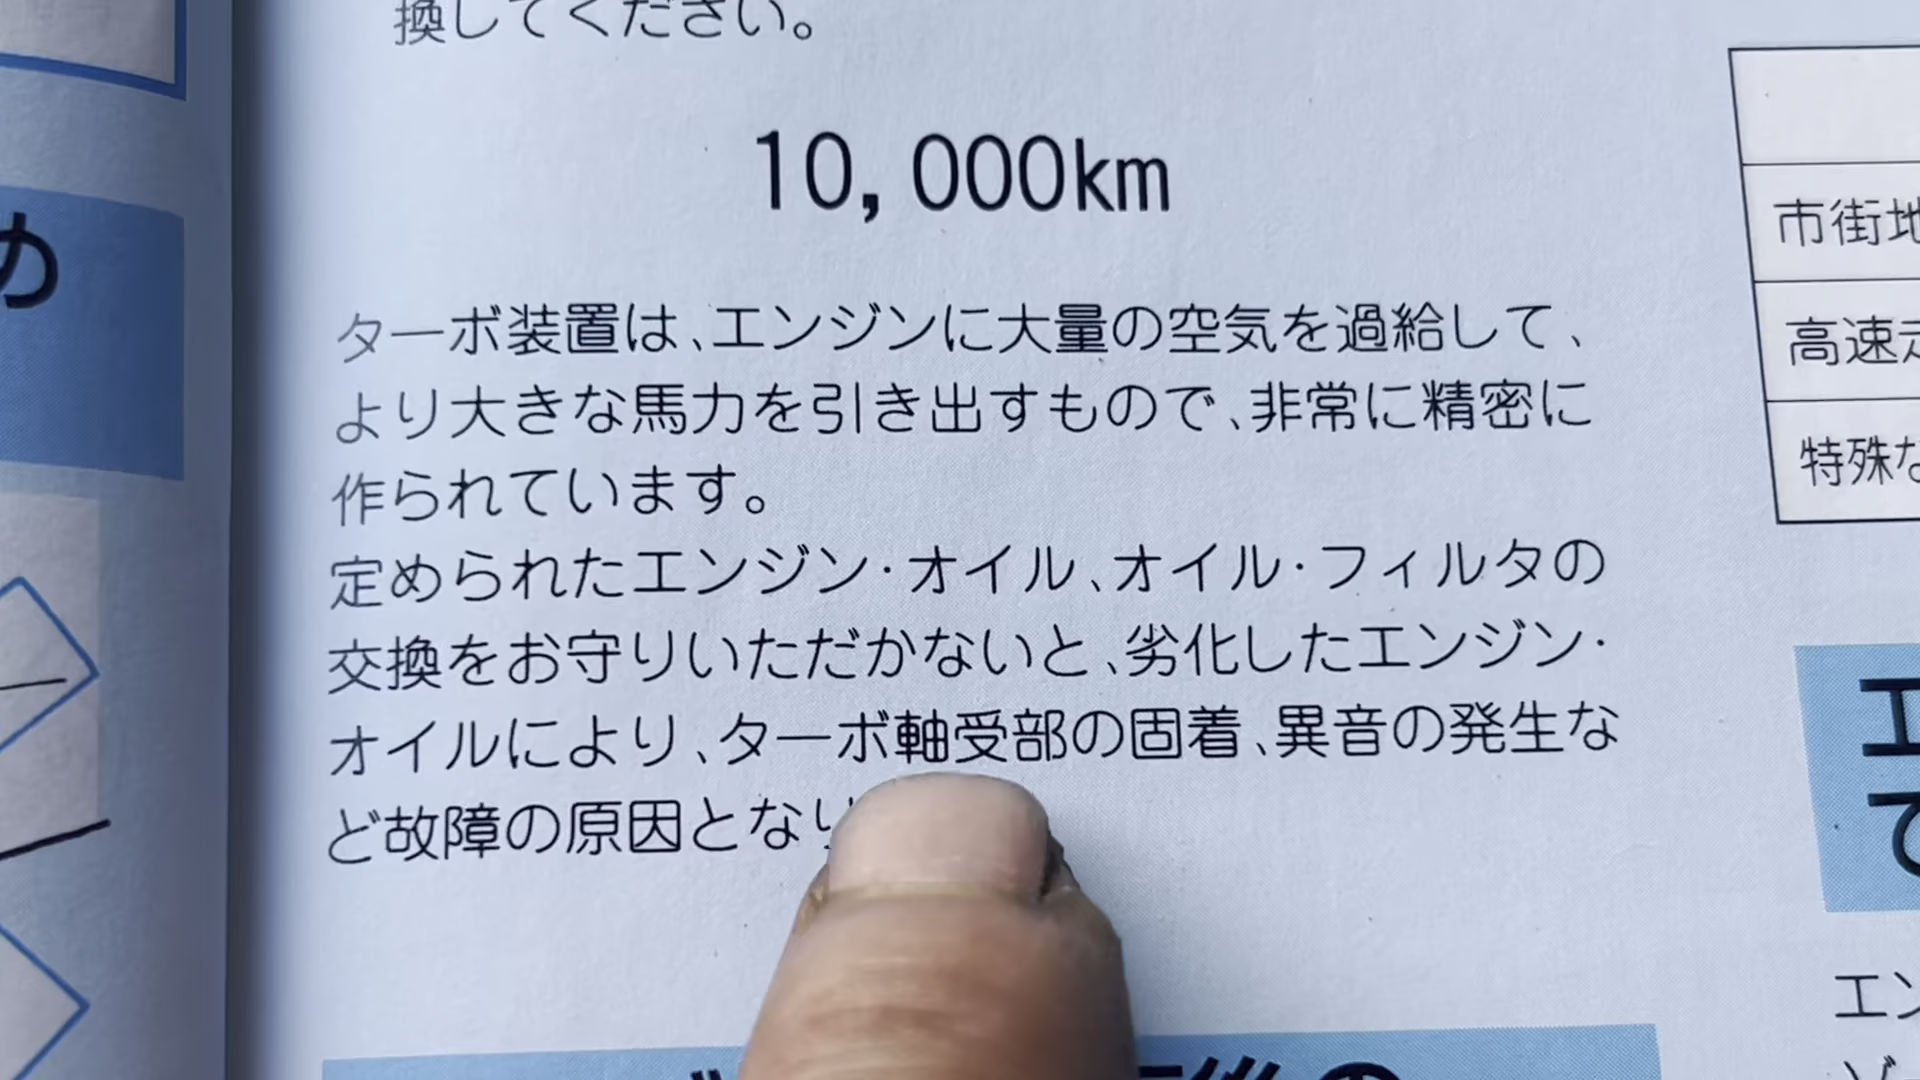 め
換してください。
10,000km
ターボ装置は、エンジンに大量の空気を過給して、
より大きな馬力を引き出すもので、非常に精密に
作られています。
定められたエンジン・オイル、オイル・フィルタの
交換をお守りいただかないと、劣化したエンジン・
オイルにより、ターボ軸受部の固着、異音の発生な
ど故障の原因となり
後の
市街地
高速走
特殊な
エ
で
エン